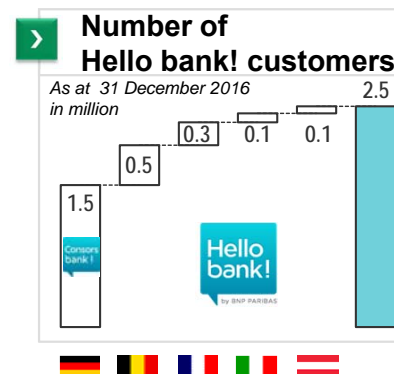 Number of
Hello bank! customers
As at 31 December 2016
in million
2.5
0.3
0.1
0.1
0.5
1.5
Consors
bank!
Hello
bank!
by BNP PARIBAS